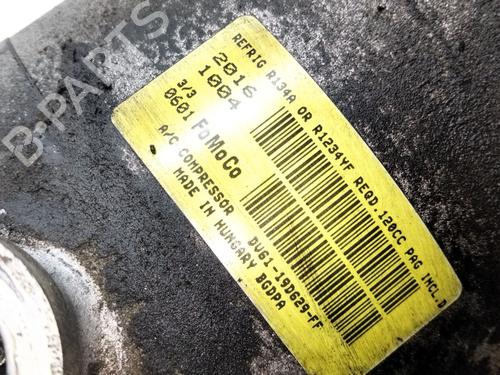 REFRIG R134A OR R1234YF REQD. 120CC PAG INCL.D
2016
1004
3/3
0601
FoMoCo
A/C COMPRESSOR BV61-19D629-FF
MADE IN HUNGARY BGDPA
B-PARTS